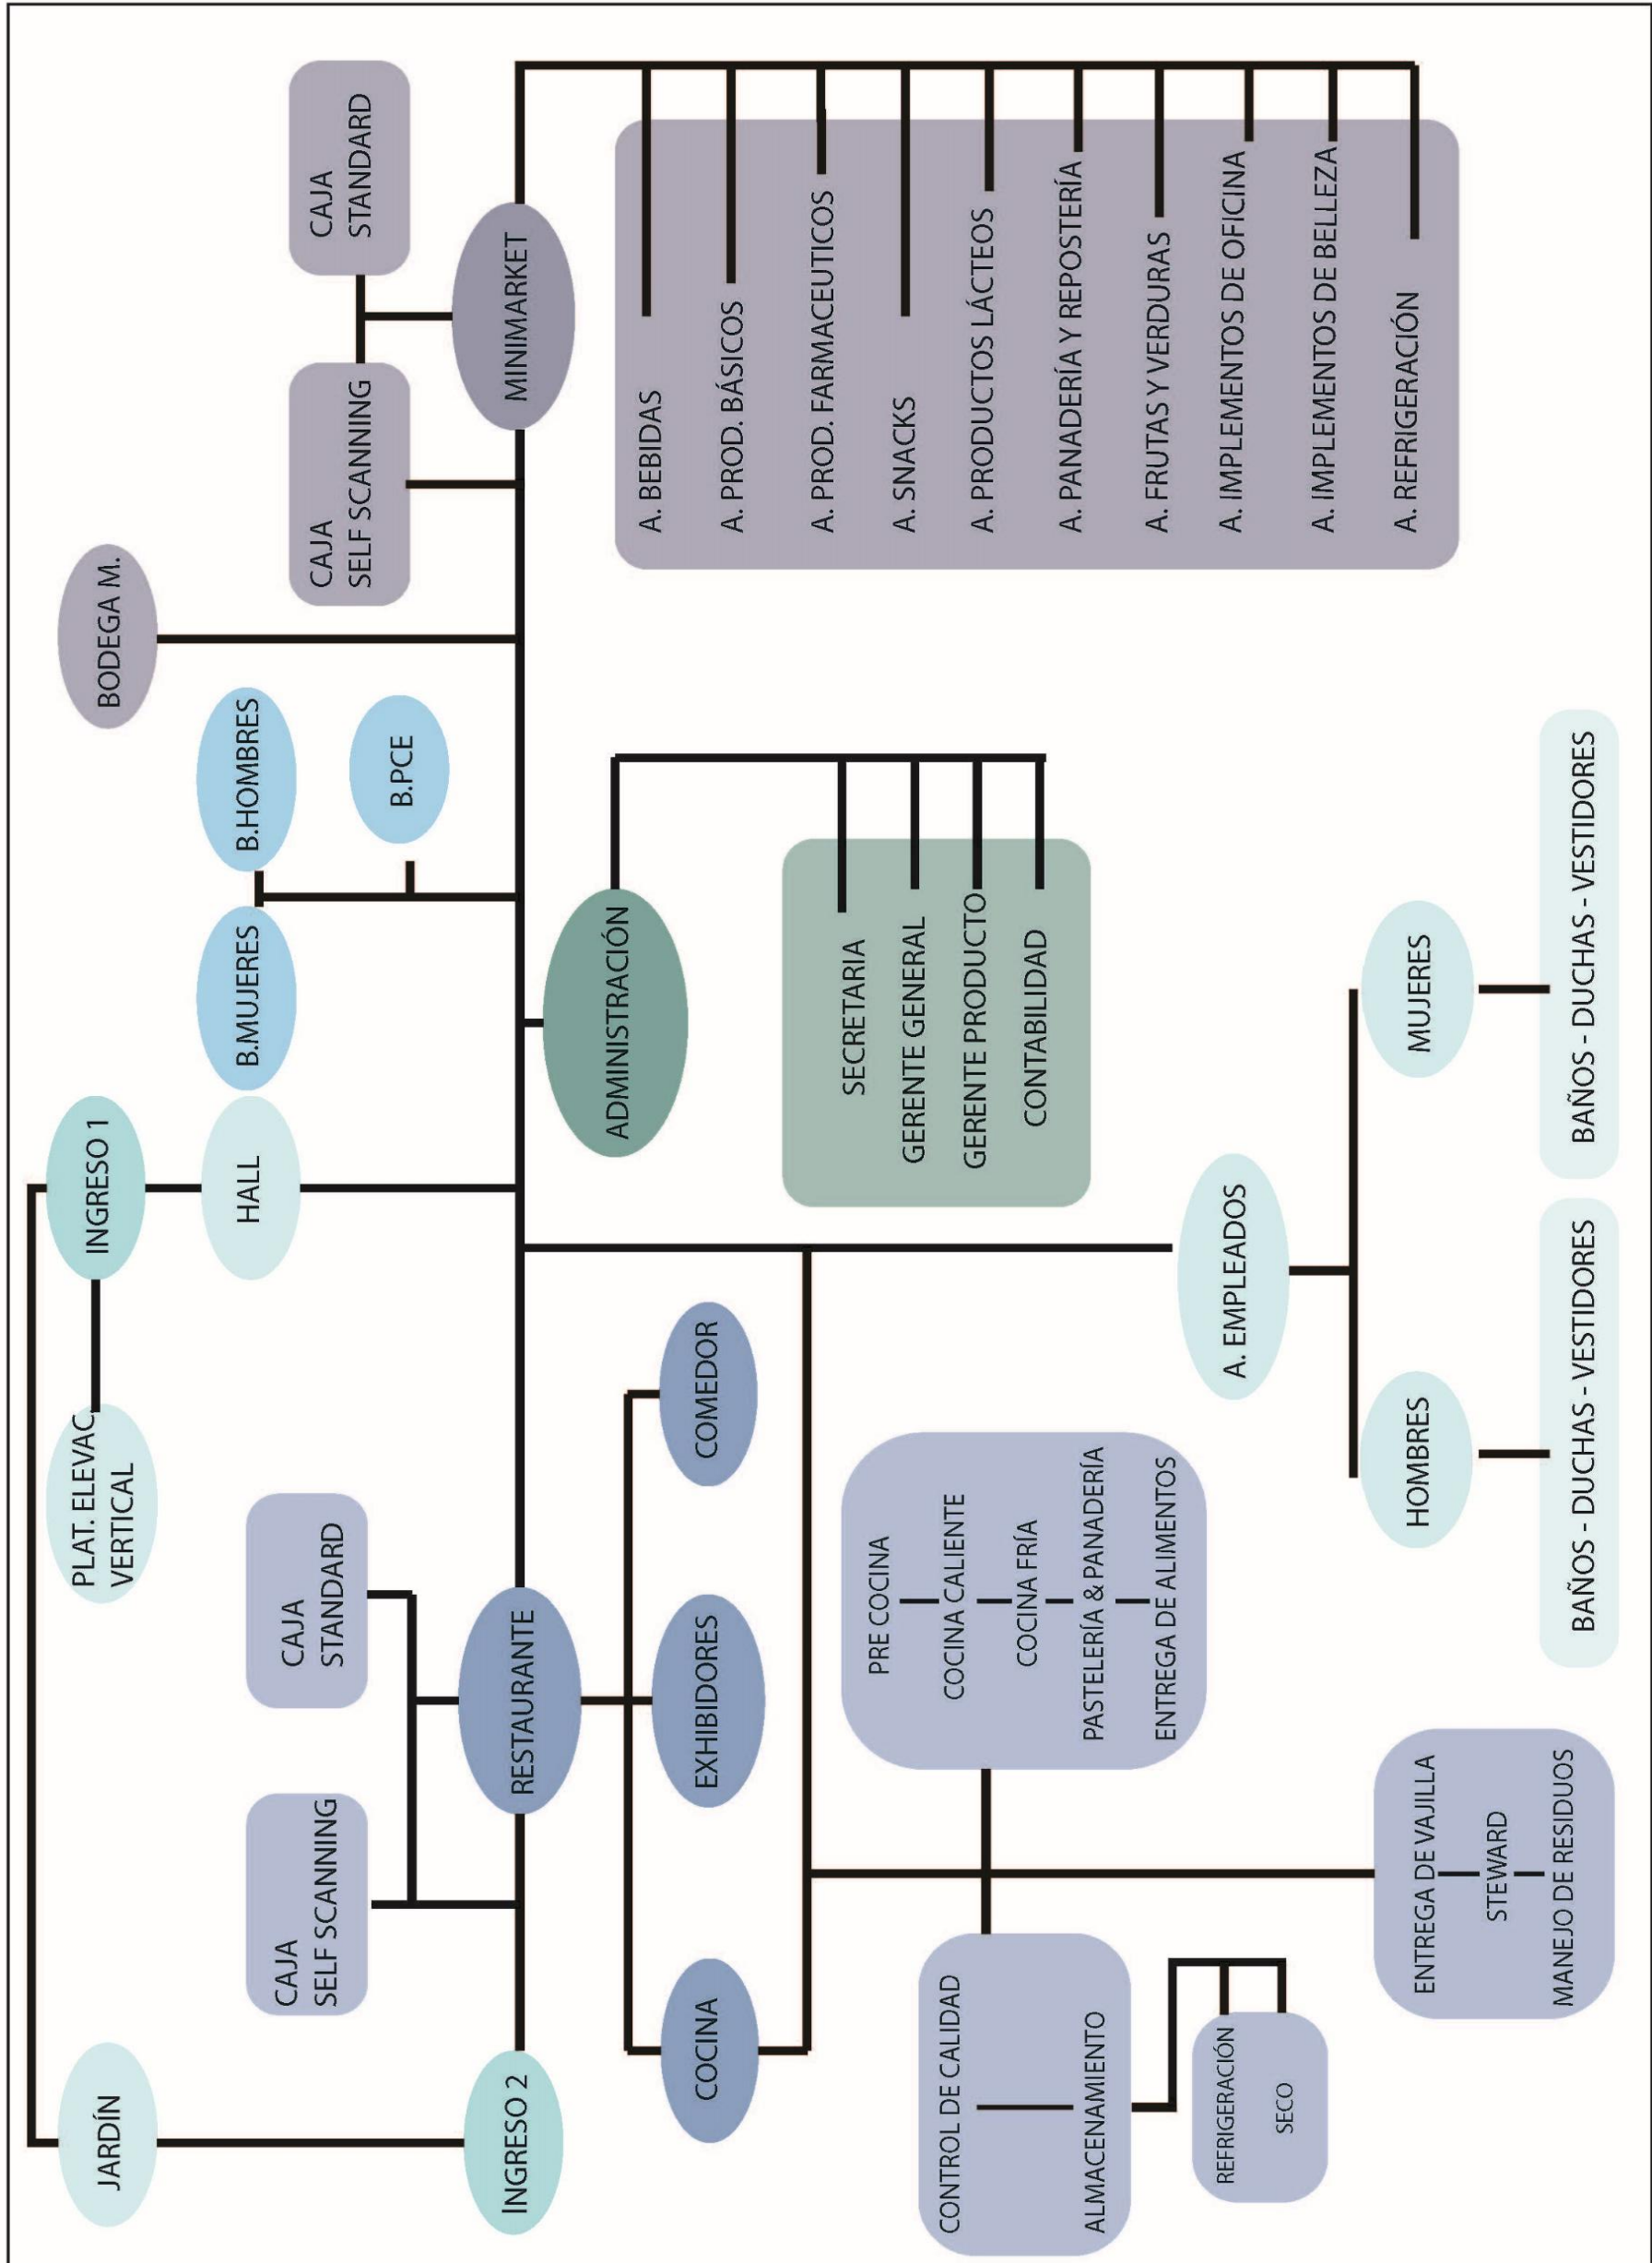 JARDÍN
PLAT. ELEVAC.
VERTICAL
INGRESO 1
HALL
B.MUJERES
B.HOMBRES
B.PCE
BODEGA M.
CAJA
SELF SCANNING
CAJA
STANDARD
CAJA
SELF SCANNING
CAJA
STANDARD
INGRESO 2
RESTAURANTE
MINIMARKET
COCINA
EXHIBIDORES
COMEDOR
ADMINISTRACIÓN
SECRETARIA
GERENTE GENERAL
GERENTE PRODUCTO
CONTABILIDAD
A. BEBIDAS
A. PROD. BÁSICOS
A. PROD. FARMACEUTICOS
A. SNACKS
A. PRODUCTOS LÁCTEOS
A. PANADERÍA Y REPOSTERÍA
A. FRUTAS Y VERDURAS
A. IMPLEMENTOS DE OFICINA
A. IMPLEMENTOS DE BELLEZA
A. REFRIGERACIÓN
CONTROL DE CALIDAD
ALMACENAMIENTO
REFRIGERACIÓN
SECO
PRE COCINA
COCINA CALIENTE
COCINA FRÍA
PASTELERÍA & PANADERÍA
ENTREGA DE ALIMENTOS
ENTREGA DE VAJILLA
STEWARD
MANEJO DE RESIDUOS
A. EMPLEADOS
HOMBRES
MUJERES
BAÑOS - DUCHAS - VESTIDORES
BAÑOS - DUCHAS - VESTIDORES